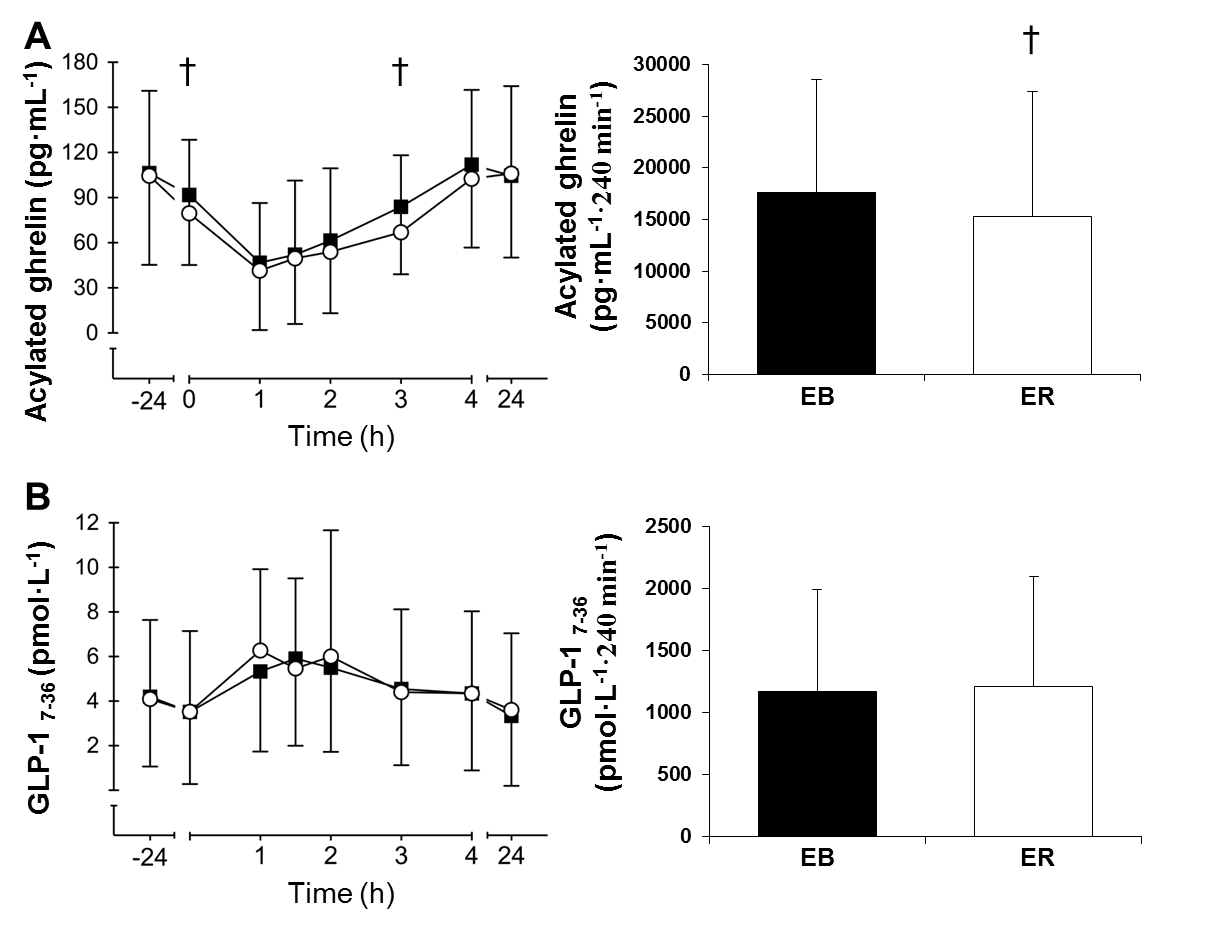 A
Acylated ghrelin (pg·mL-1)
180
150
120
90
60
30
0
†
†
-24 0 1 2 3 4 24
Time (h)
†
Acylated ghrelin
(pg·mL-1·240 min-1)
30000
25000
20000
15000
10000
5000
0
EB ER
B
GLP-1 7-36 (pmol·L-1)
12
10
8
6
4
2
-24 1 2 3 4 24
Time (h)
GLP-1 7-36
(pmol·L-1·240 min-1)
2500
2000
1500
1000
500
0
EB ER